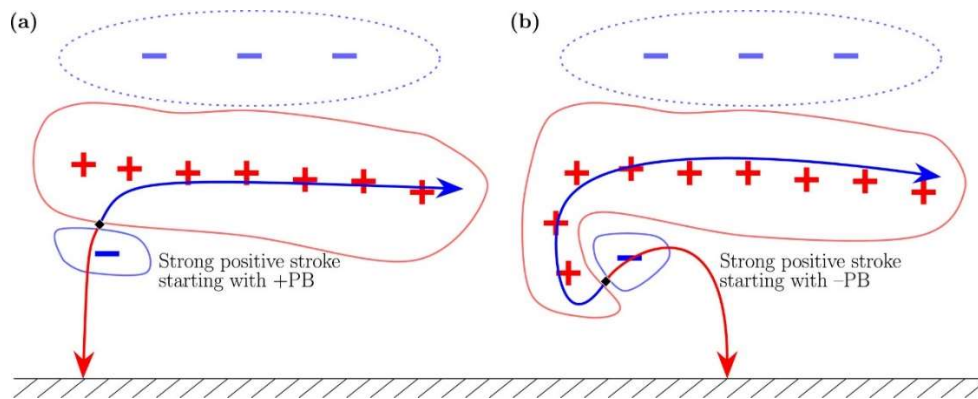 (a)
(b)
Strong positive stroke
starting with +PB
Strong positive stroke
starting with –PB